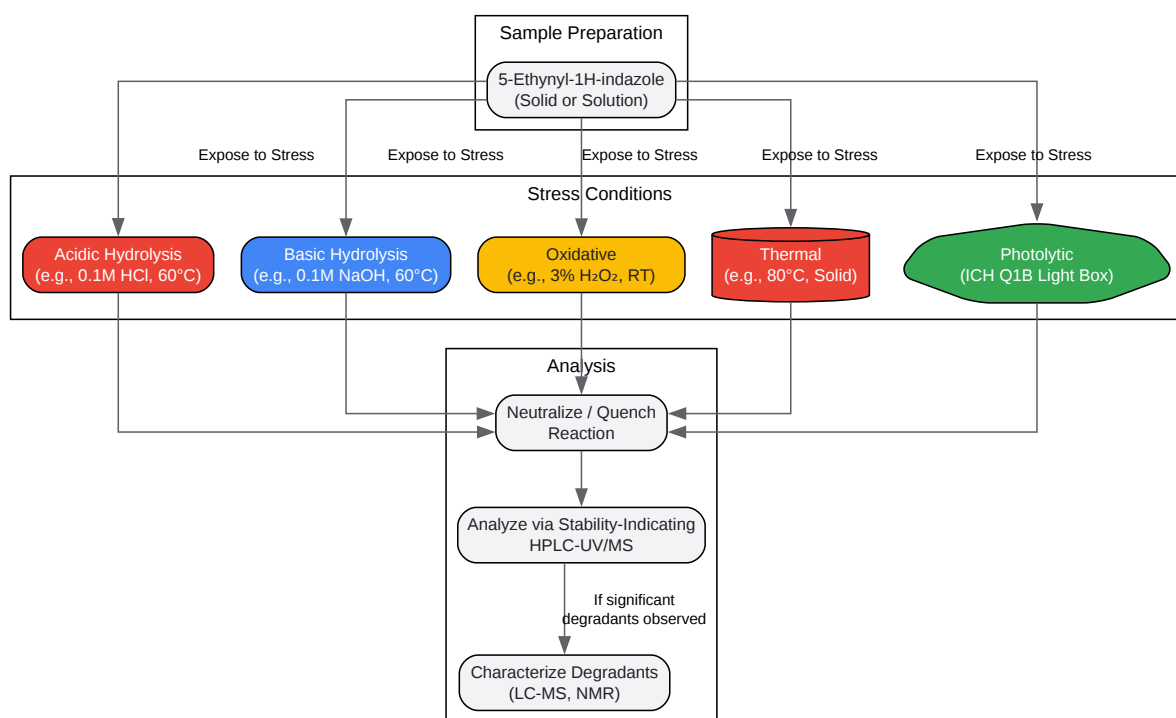 Sample Preparation
5-Ethynyl-1H-indazole
(Solid or Solution)
Expose to Stress
Expose to Stress
Expose to Stress
Expose to Stress
Expose to Stress
Stress Conditions
Acidic Hydrolysis
(e.g., 0.1M HCl, 60°C)
Basic Hydrolysis
(e.g., 0.1M NaOH, 60°C)
Oxidative
(e.g., 3% H₂O₂, RT)
Thermal
(e.g., 80°C, Solid)
Photolytic
(ICH Q1B Light Box)
Analysis
Neutralize / Quench
Reaction
Analyze via Stability-Indicating
HPLC-UV/MS
If significant
degradants observed
Characterize Degradants
(LC-MS, NMR)